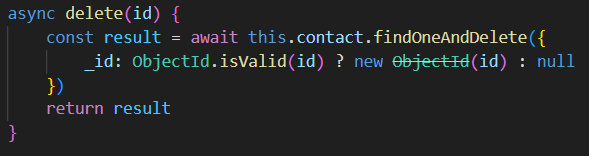 async delete(id) {
const result = await this.contact.findOneAndDelete({
_id: ObjectId.isValid(id) ? new ObjectId(id) : null
})
return result
}